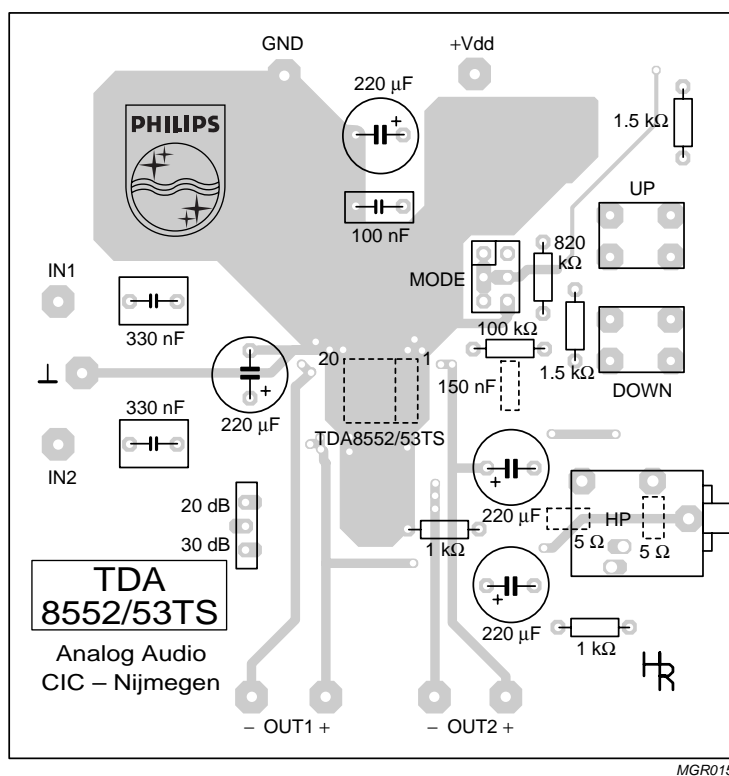 GND
+Vdd
220 µF
+
PHILIPS
1.5 kΩ
100 nF
UP
MODE
820
kΩ
IN1
330 nF
20
1
100 kΩ
150 nF
1.5 kΩ
DOWN
330 nF
+
220 µF
TDA8552/53TS
IN2
20 dB
30 dB
+
220 µF
HP
5 Ω
5 Ω
1 kΩ
+
220 µF
1 kΩ
TDA
8552/53TS
Analog Audio
CIC – Nijmegen
HR
– OUT1 +
– OUT2 +
MGR015